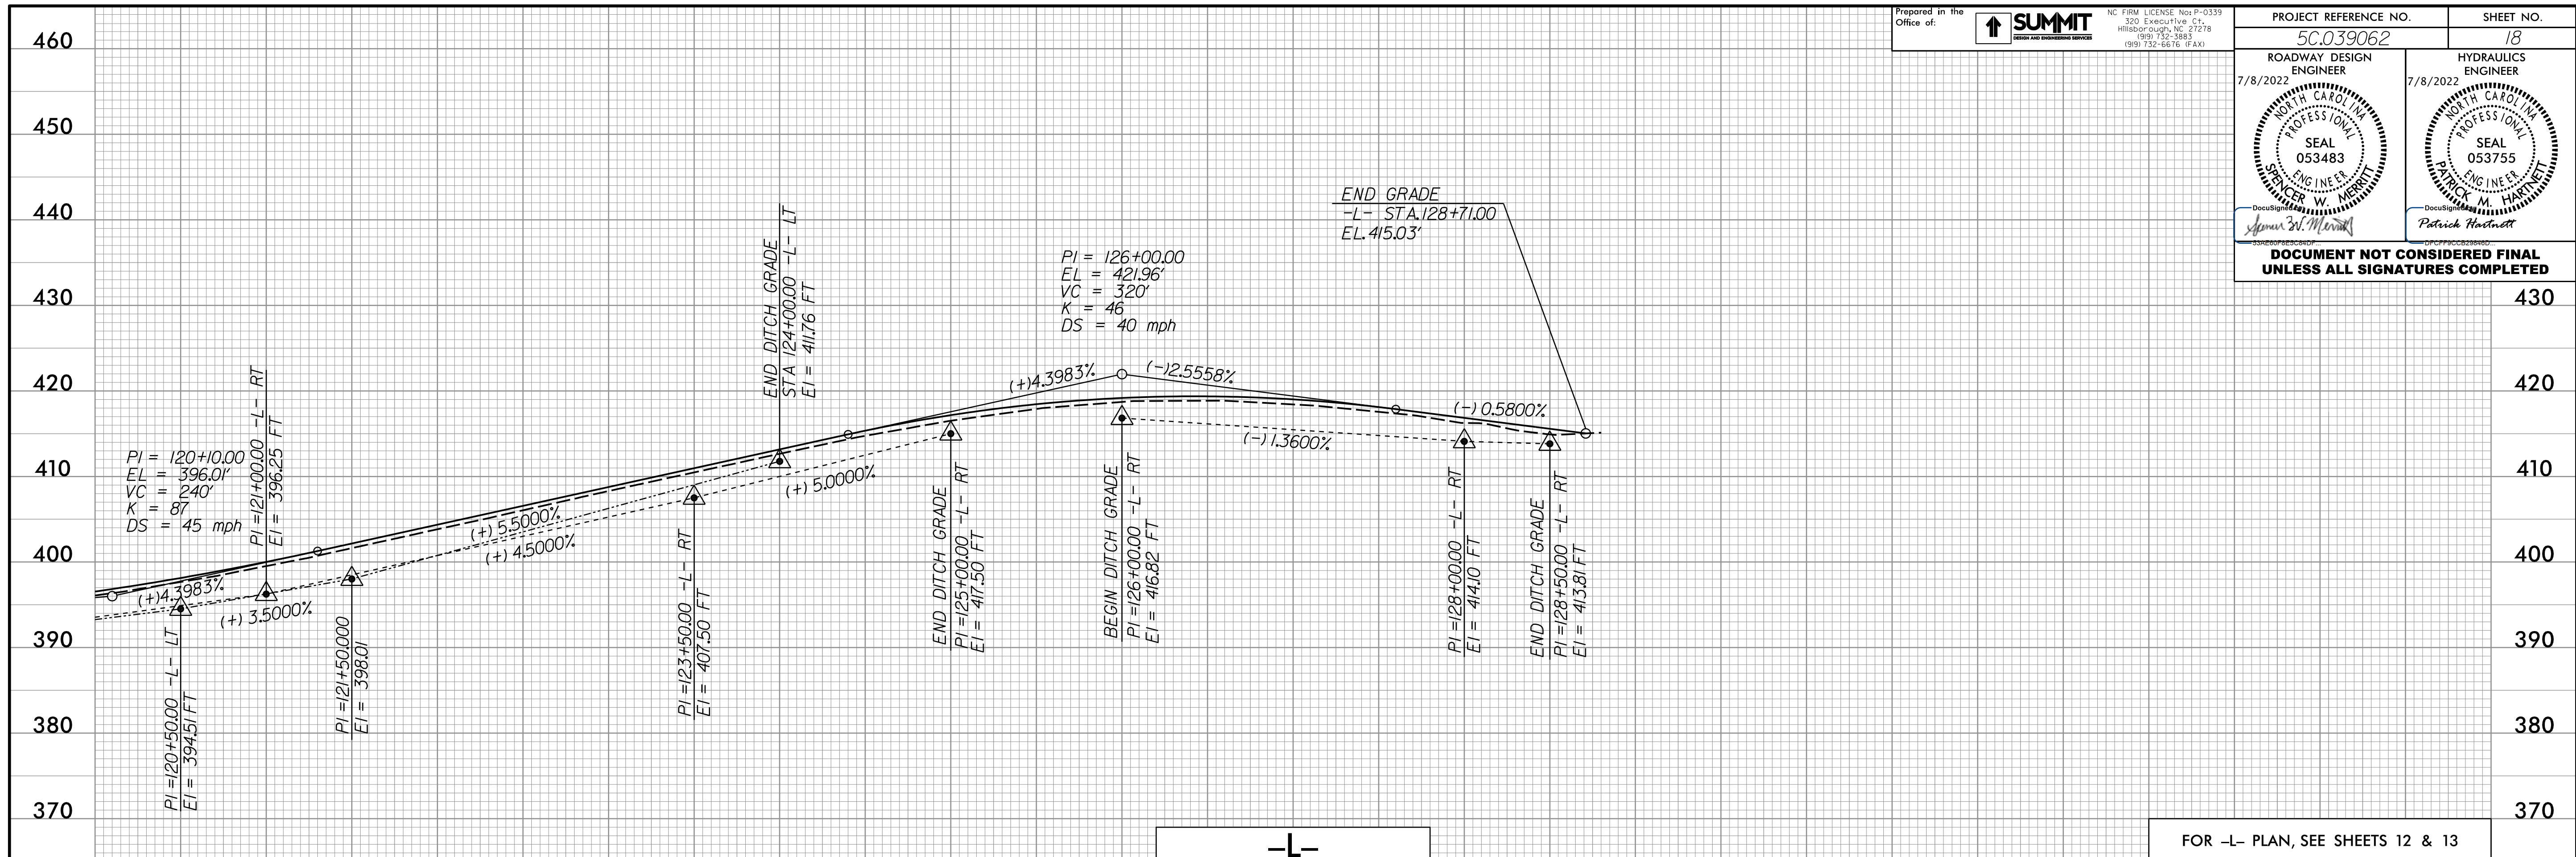 Prepared in the
Office of:
SUMMIT
DESIGN AND ENGINEERING SERVICES
NC FIRM LICENSE No: P-0339
320 Executive Ct.
Hillsborough, NC 27278
(919) 732-3883
(919) 732-6676 (FAX)
PROJECT REFERENCE NO.
SHEET NO.
5C.039062
18
ROADWAY DESIGN
ENGINEER
HYDRAULICS
ENGINEER
7/8/2022
7/8/2022
NORTH CAROLINA
PROFESSIONAL
SEAL
053483
ENGINEER
SPENCER W. MERRITT
NORTH CAROLINA
PROFESSIONAL
SEAL
053755
ENGINEER
PATRICK M. HARTNETT
DocuSigned
Spencer W. Merritt
DocuSigned
Patrick Hartnett
DOCUMENT NOT CONSIDERED FINAL
UNLESS ALL SIGNATURES COMPLETED
460
450
440
430
420
410
400
390
380
370
430
420
410
400
390
380
370
PI = 120+10.00
EL = 396.01'
VC = 240'
K = 87
DS = 45 mph
PI =121+00.00 -L- RT
El = 396.25 FT
END DITCH GRADE
STA 124+00.00 -L- LT
El = 411.76 FT
PI = 126+00.00
EL = 421.96'
VC = 320'
K = 46
DS = 40 mph
END GRADE
-L- STA.128+71.00
EL.415.03'
(+)4.3983%
(-)2.5558%
(-) 0.5800%
(-) 1.3600%
(+) 5.0000%
(+) 5.5000%
(+) 4.5000%
(+)4.3983%
(+) 3.5000%
PI =120+50.00 -L- LT
El = 394.51 FT
PI =121+50.000
El = 398.01
PI =123+50.00 -L- RT
El = 407.50 FT
END DITCH GRADE
PI =125+00.00 -L- RT
El = 417.50 FT
BEGIN DITCH GRADE
PI =126+00.00 -L- RT
El = 416.82 FT
PI =128+00.00 -L- RT
El = 414.10 FT
END DITCH GRADE
PI =128+50.00 -L- RT
El = 413.81 FT
-L-
FOR -L- PLAN, SEE SHEETS 12 & 13